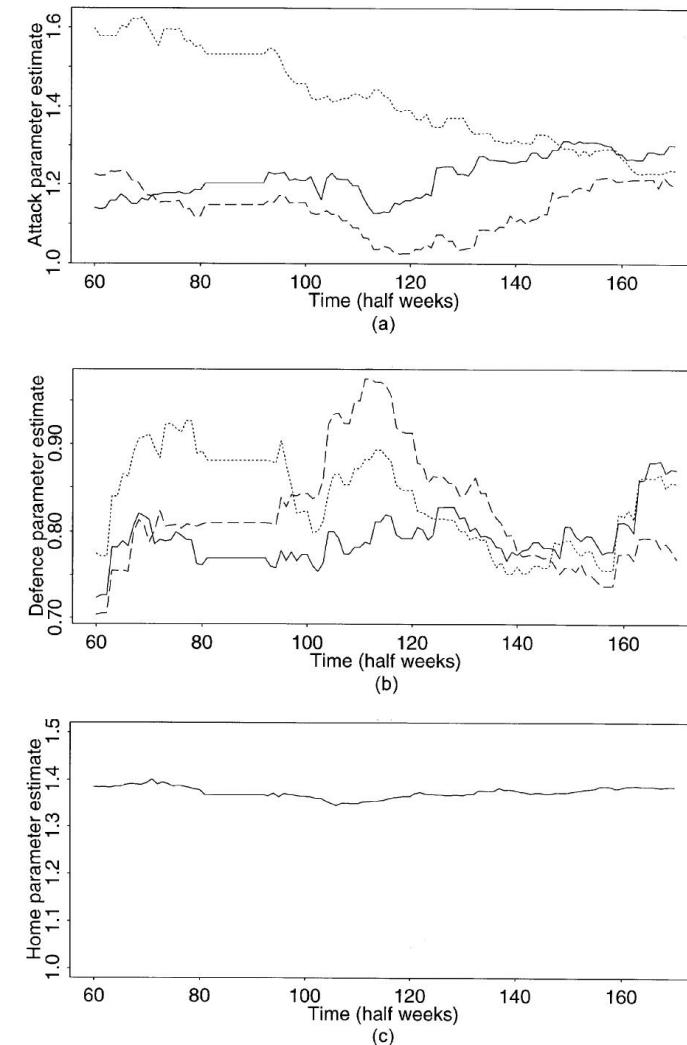 Attack parameter estimate
1.6
1.4
1.2
1.0
60 80 100 120 140 160
Time (half weeks)
(a)
Defence parameter estimate
0.90
0.80
0.70
60 80 100 120 140 160
Time (half weeks)
(b)
Home parameter estimate
1.5
1.4
1.3
1.2
1.1
1.0
60 80 100 120 140 160
Time (half weeks)
(c)